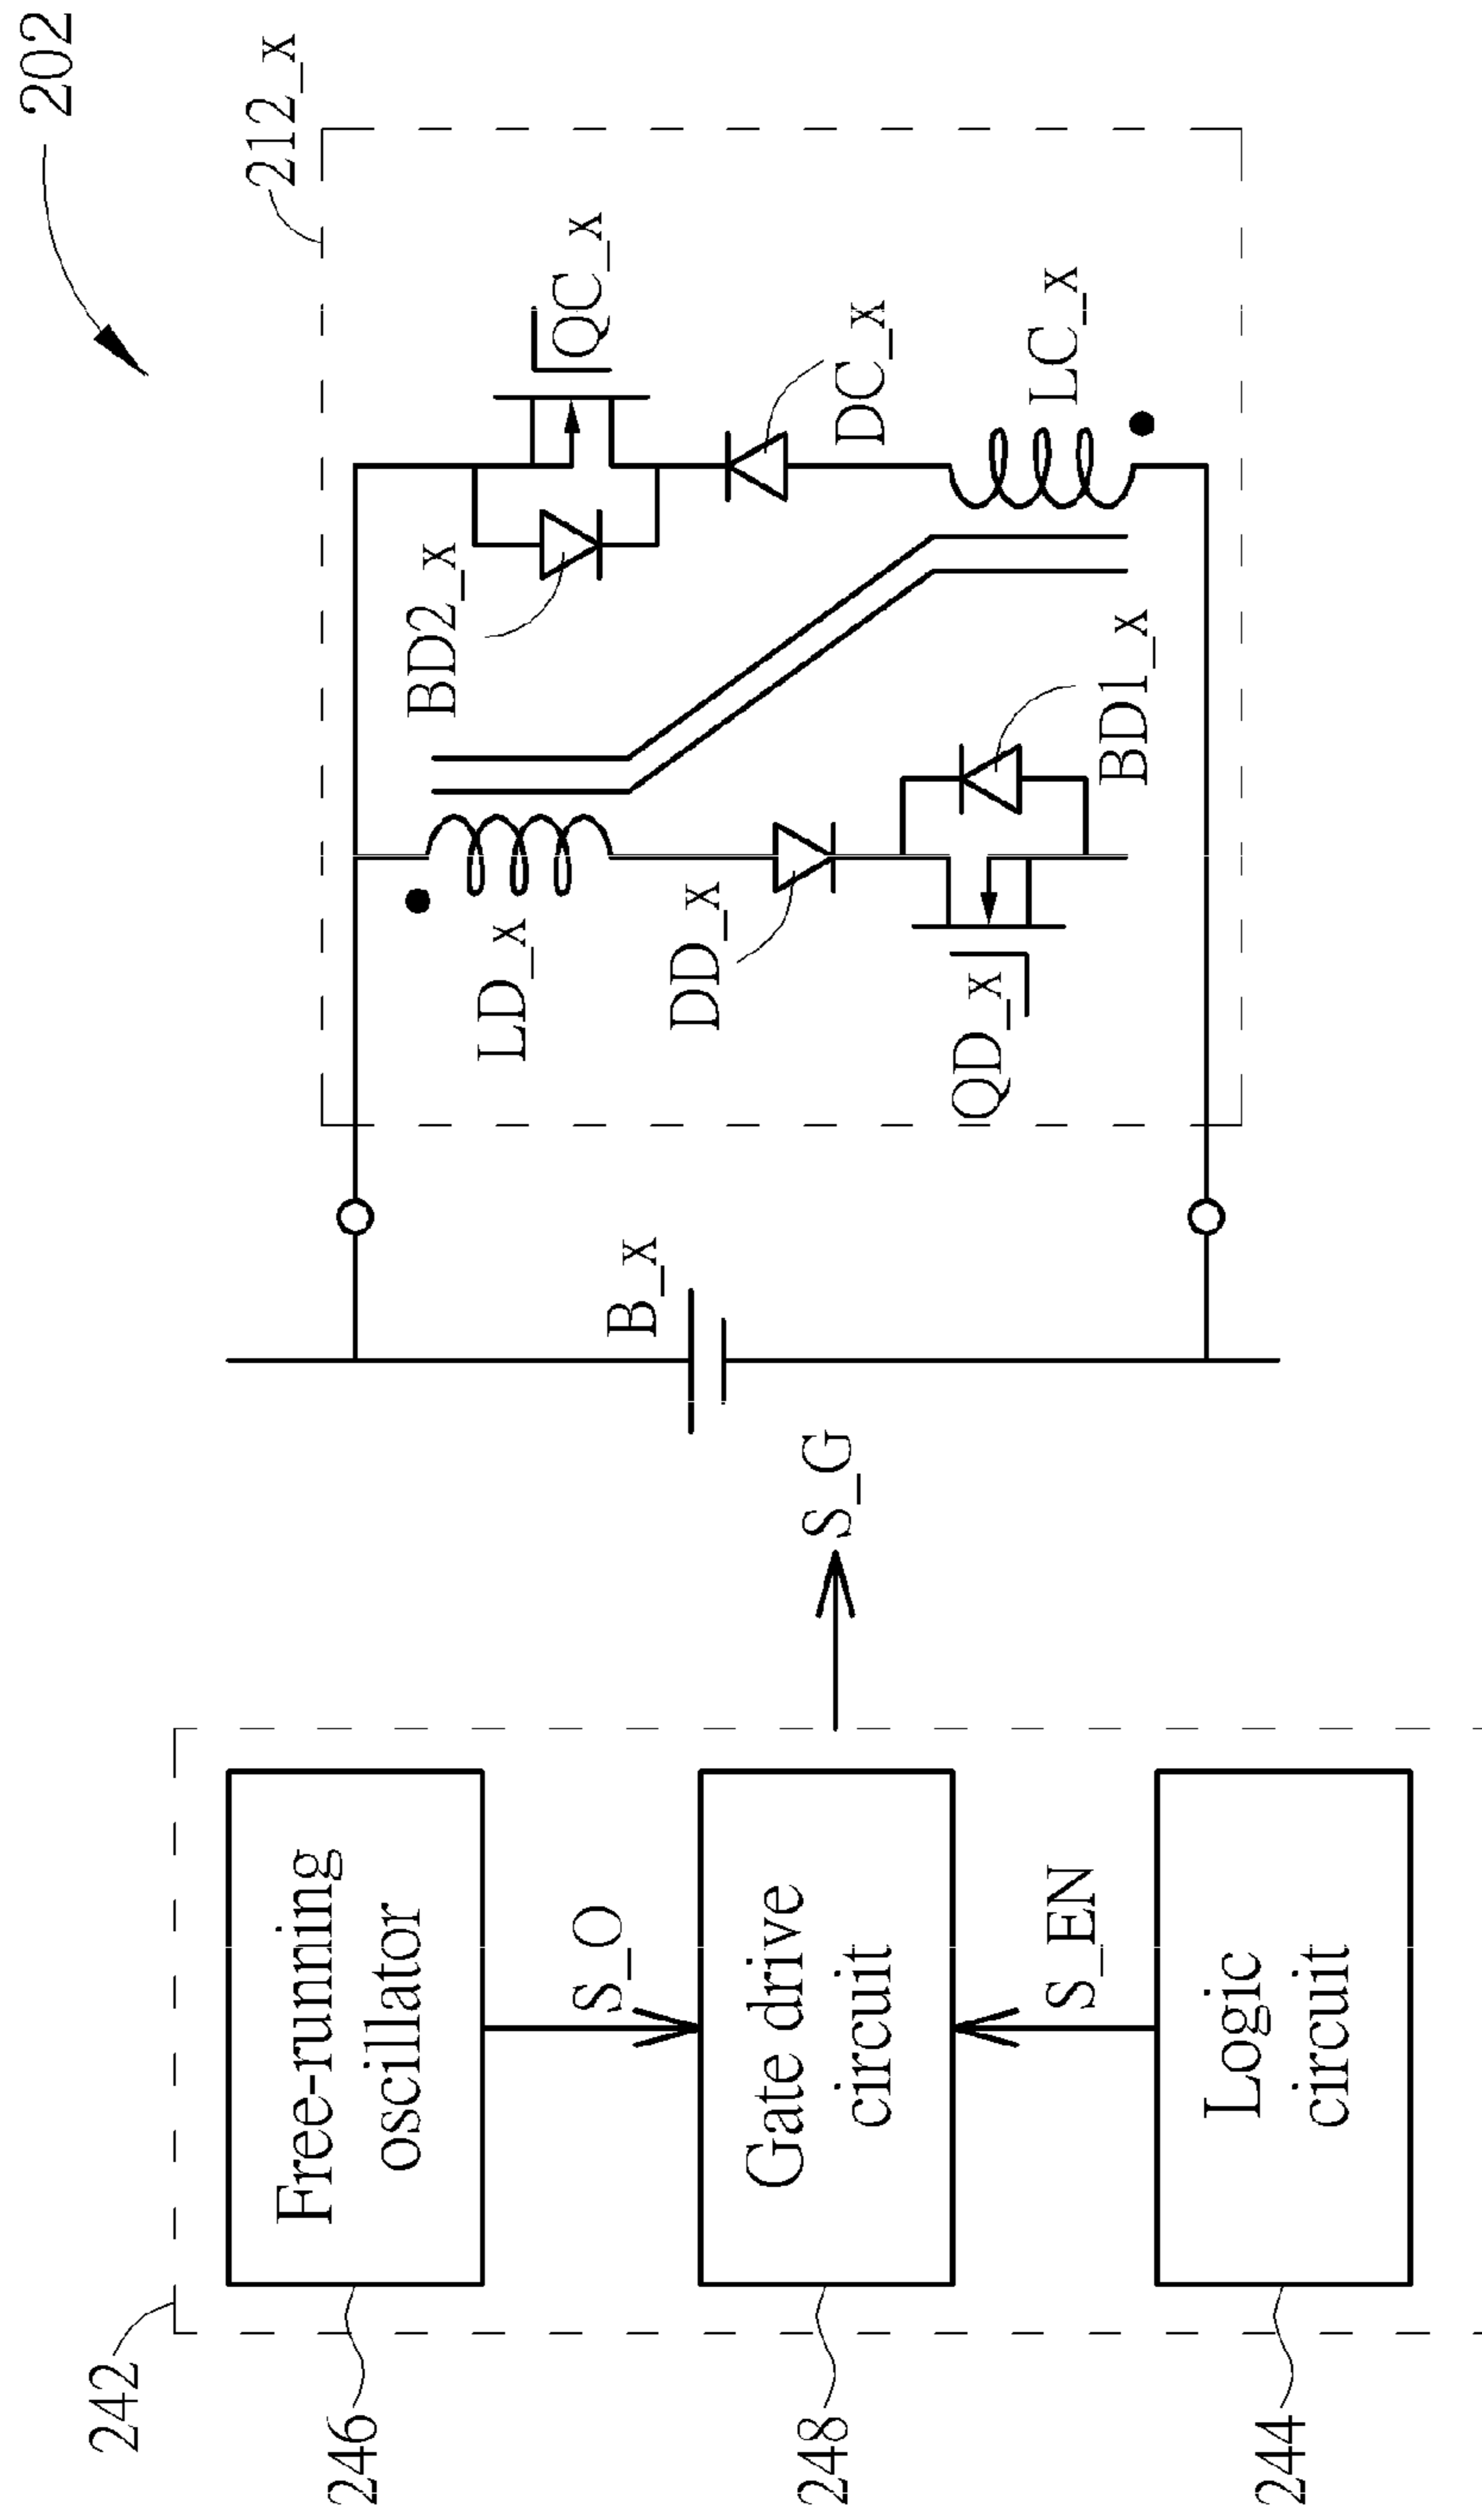 202
212_x
242
246
Free-running
oscillator
S_O
248
Gate drive
circuit
S_G
S_EN
244
Logic
circuit
B_x
LD_x
DD_x
QD_x
BD1_x
BD2_x
QC_x
DC_x
LC_x